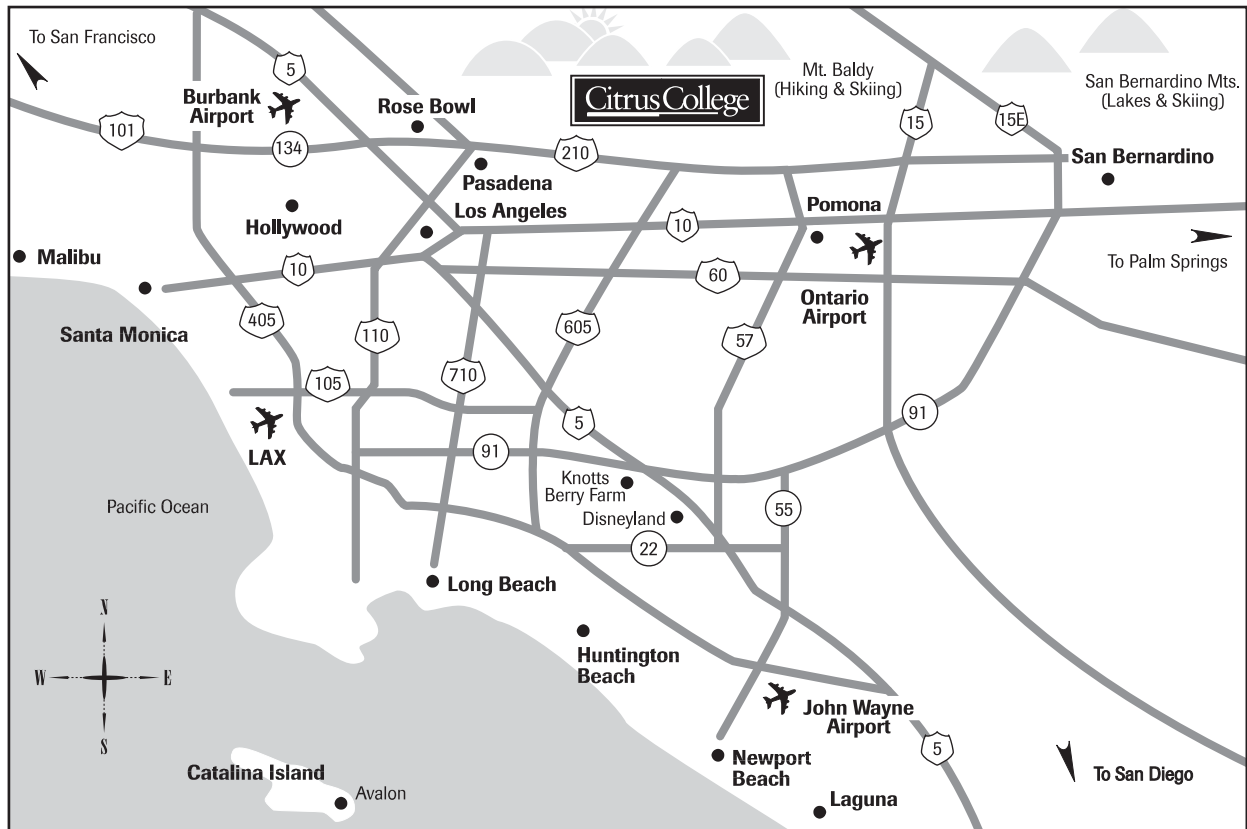 To San Francisco
5
Burbank
Airport
Rose Bowl
CitrusCollege
Mt. Baldy
(Hiking & Skiing)
San Bernardino Mts.
(Lakes & Skiing)
101
134
210
15
15E
San Bernardino
Pasadena
Hollywood
Los Angeles
10
Pomona
Malibu
10
60
To Palm Springs
Santa Monica
405
110
605
57
Ontario
Airport
105
710
5
91
LAX
91
Knotts
Berry Farm
Pacific Ocean
Disneyland
55
22
Long Beach
N
W
E
S
Huntington
Beach
John Wayne
Airport
5
Newport
Beach
To San Diego
Catalina Island
Avalon
Laguna